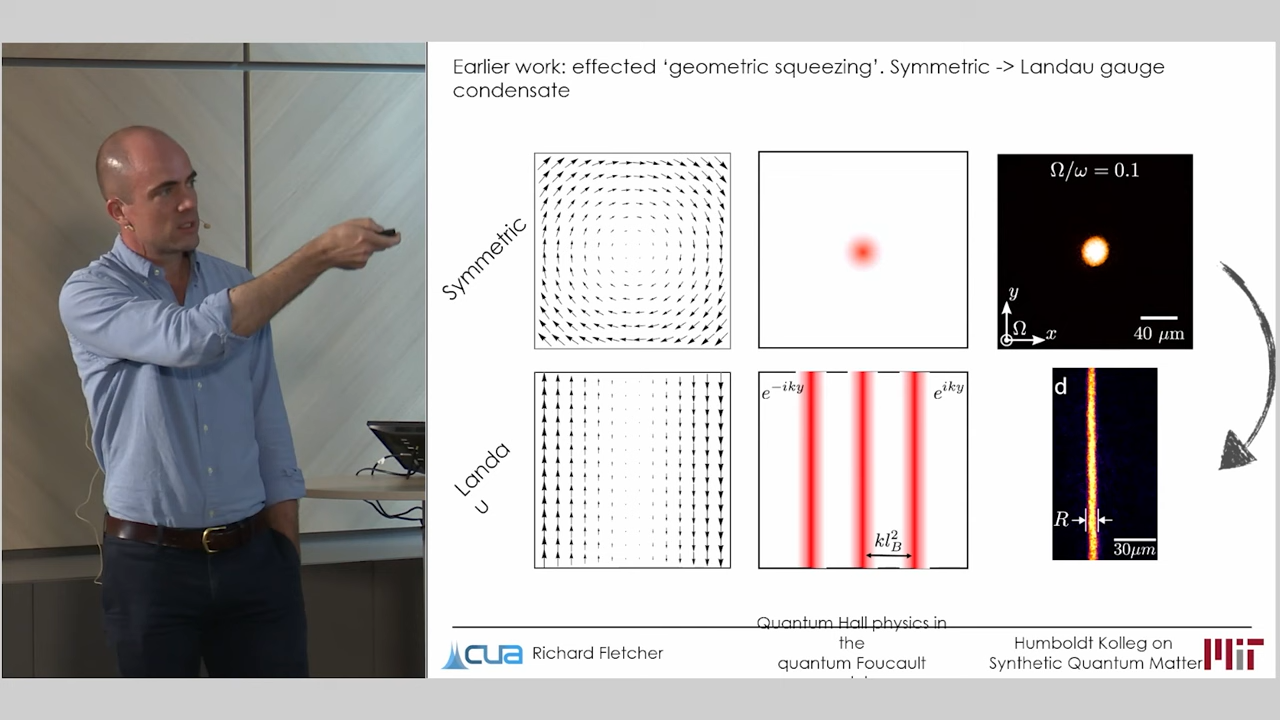 Earlier work: effected ‘geometric squeezing’. Symmetric -> Landau gauge
condensate
Symmetric
Ω/ω = 0.1
y
Ω
x
40 μm
Landa
u
e^{-iky}
e^{iky}
kl_B^2
d
R
30μm
CUA
Richard Fletcher
Quantum Hall physics in
the
quantum Foucault
Humboldt Kolleg on
Synthetic Quantum Matter
MIT